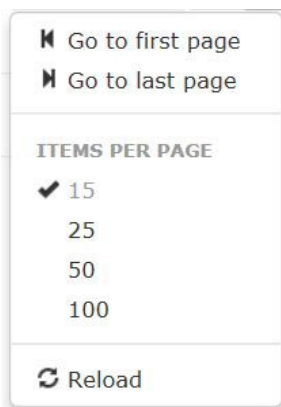 Go to first page
Go to last page
ITEMS PER PAGE
15
25
50
100
Reload